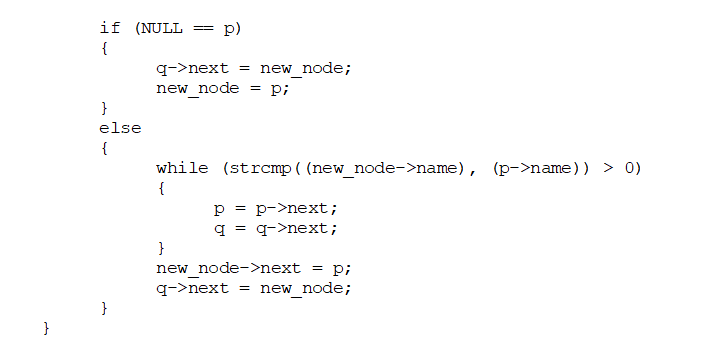 if (NULL == p)
{
q->next = new_node;
new_node = p;
}
else
{
while (strcmp((new_node->name), (p->name)) > 0)
{
p = p->next;
q = q->next;
}
new_node->next = p;
q->next = new_node;
}
}